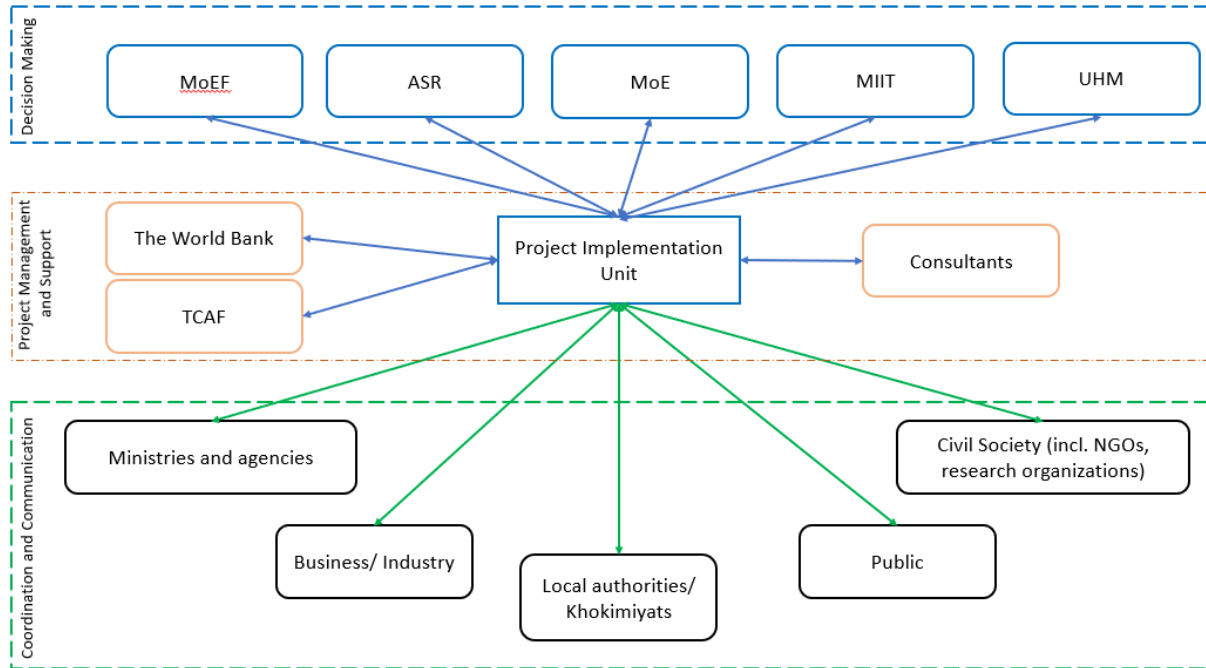 Decision Making
MoEF
ASR
MoE
MIIT
UHM
Project Management
and Support
The World Bank
TCAF
Project Implementation
Unit
Consultants
Coordination and Communication
Ministries and agencies
Business/ Industry
Local authorities/
Khokimiyats
Public
Civil Society (incl. NGOs,
research organizations)